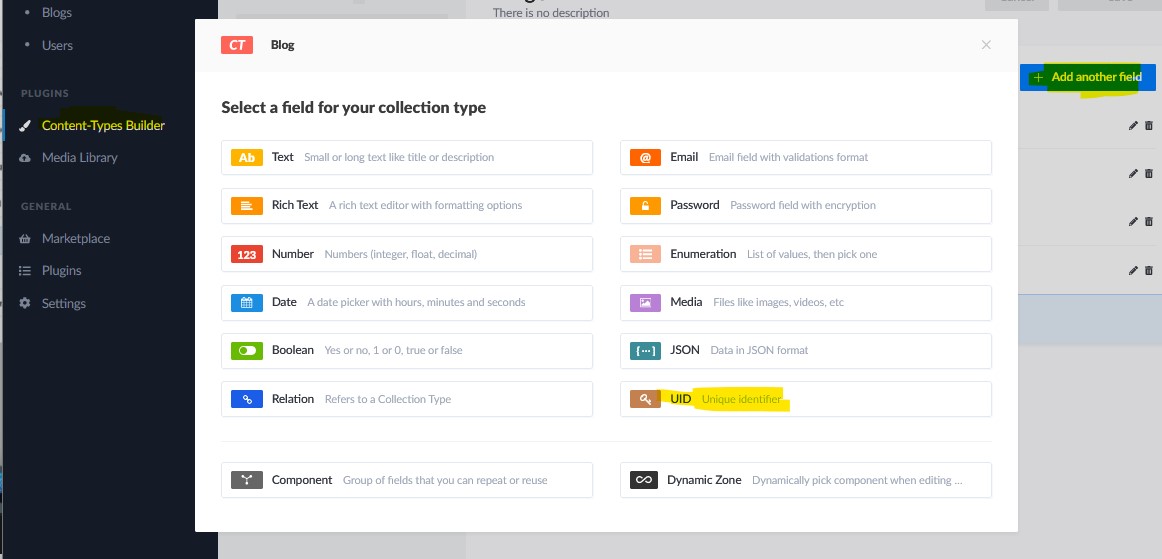 Blogs
Users
PLUGINS
Content-Types Builder
Media Library
GENERAL
Marketplace
Plugins
Settings
There is no description
Add another field
CT Blog
Select a field for your collection type
Ab Text Small or long text like title or description
@ Email Email field with validations format
Rich Text A rich text editor with formatting options
Password Password field with encryption
123 Number Numbers (integer, float, decimal)
Enumeration List of values, then pick one
Date A date picker with hours, minutes and seconds
Media Files like images, videos, etc
Boolean Yes or no, 1 or 0, true or false
JSON Data in JSON format
Relation Refers to a Collection Type
UID Unique identifier
Component Group of fields that you can repeat or reuse
Dynamic Zone Dynamically pick component when editing ...